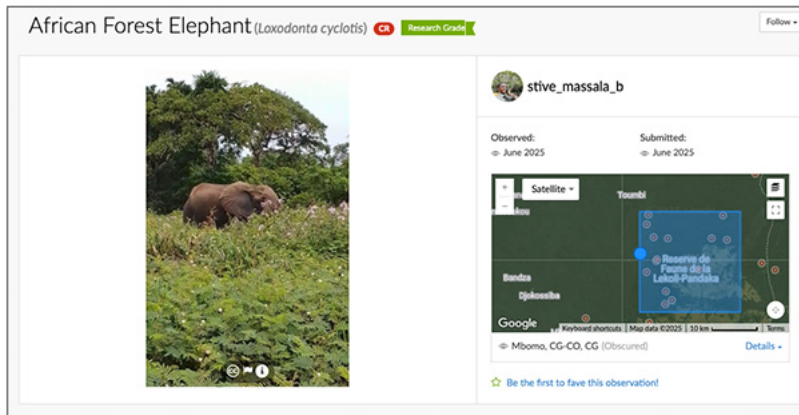 African Forest Elephant (Loxodonta cyclotis) CR Research Grade
Follow
stive_massala_b
Observed:
Submitted:
June 2025
June 2025
Satellite
Toumbi
Reserve de
Faune de la
Lekoli-Pandaka
Bandza
Djokossiba
Google
Keyboard shortcuts
Map data ©2025
10 km
Terms
Mbomo, CG-CO, CG (Obscured)
Details
Be the first to fave this observation!